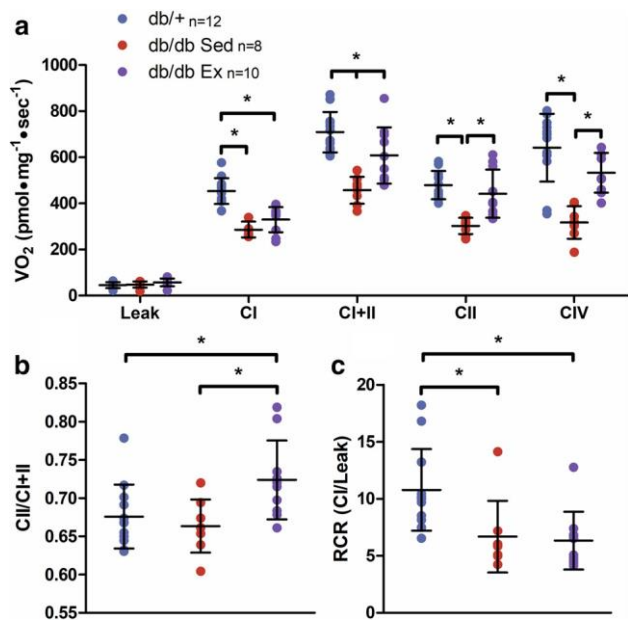 a
db/+ n=12
db/db Sed n=8
db/db Ex n=10
VO2 (pmol•mg-1•sec-1)
1000
800
600
400
200
0
* * * * * * *
Leak CI CI+II CII CIV
b
CII/CI+II
0.85
0.80
0.75
0.70
0.65
0.60
0.55
* *
c
RCR (CI/Leak)
20
15
10
5
0
* *